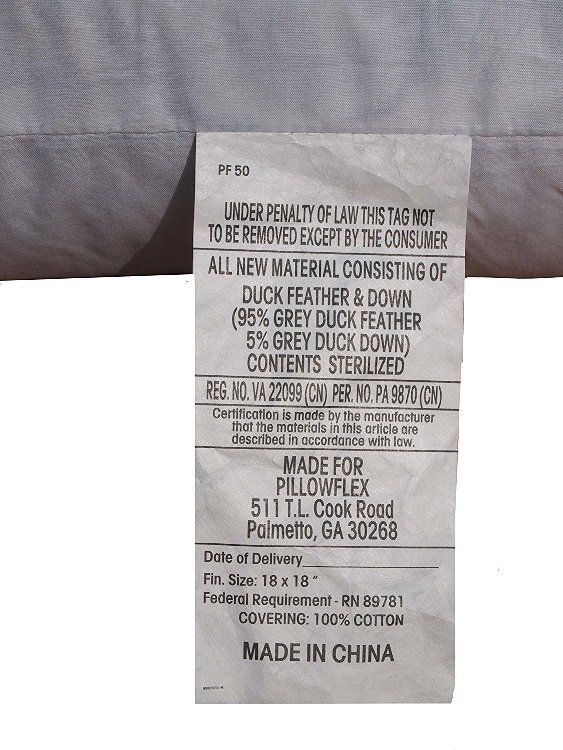 PF 50
UNDER PENALTY OF LAW THIS TAG NOT
TO BE REMOVED EXCEPT BY THE CONSUMER
ALL NEW MATERIAL CONSISTING OF
DUCK FEATHER & DOWN
(95% GREY DUCK FEATHER
5% GREY DUCK DOWN)
CONTENTS STERILIZED
REG. NO. VA 22099 (CN) PER. NO. PA 9870 (CN)
Certification is made by the manufacturer
that the materials in this article are
described in accordance with law.
MADE FOR
PILLOWFLEX
511 T.L. Cook Road
Palmetto, GA 30268
Date of Delivery
Fin. Size: 18 x 18 "
Federal Requirement - RN 89781
COVERING: 100% COTTON
MADE IN CHINA